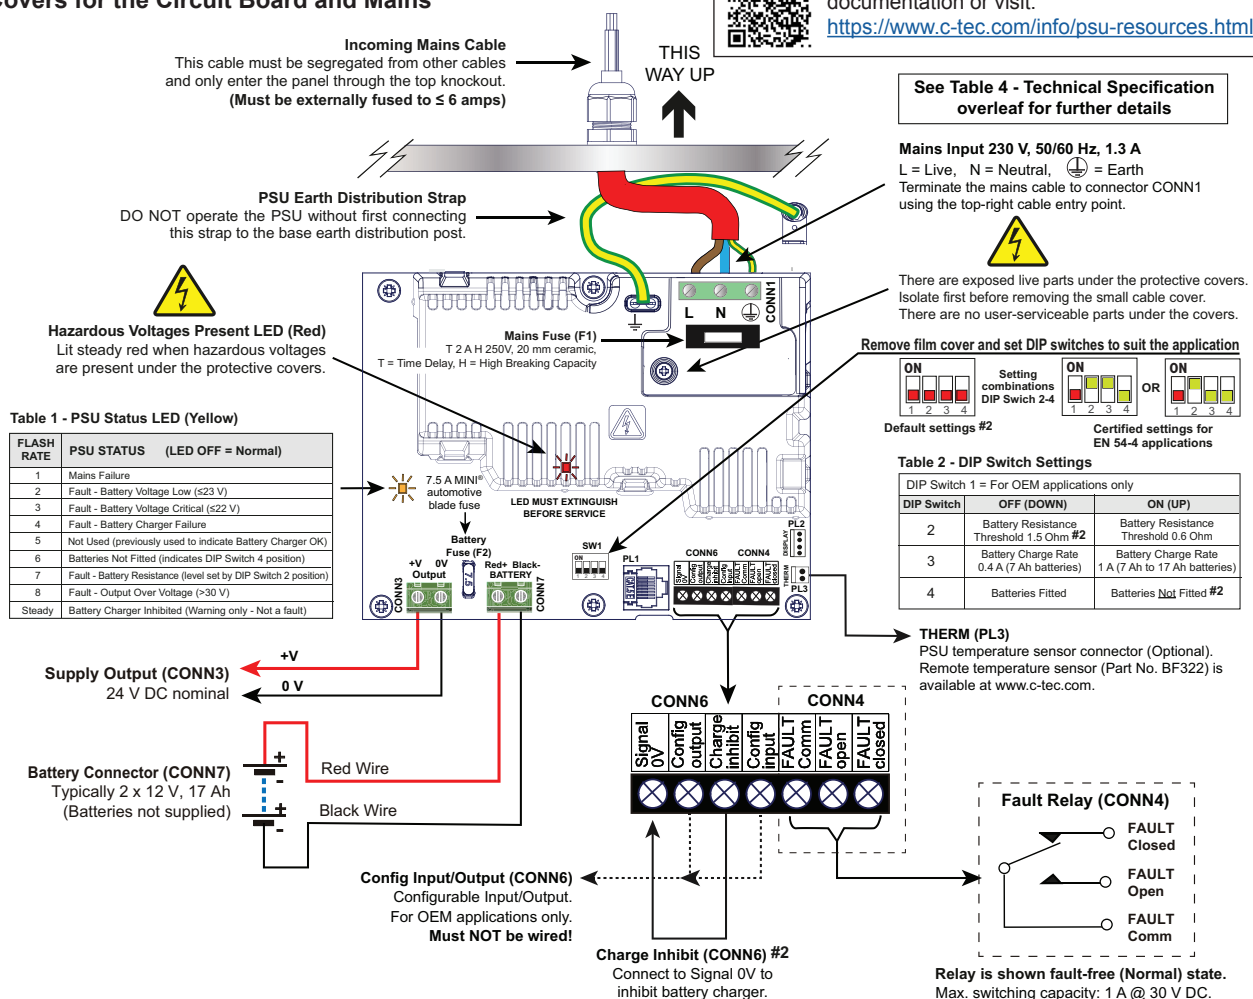 Covers for the Circuit Board and Mains
documentation or visit:
https://www.c-tec.com/info/psu-resources.html
Incoming Mains Cable
This cable must be segregated from other cables
and only enter the panel through the top knockout.
(Must be externally fused to ≤ 6 amps)
THIS
WAY UP
See Table 4 - Technical Specification
overleaf for further details
Mains Input 230 V, 50/60 Hz, 1.3 A
L = Live, N = Neutral, = Earth
Terminate the mains cable to connector CONN1
using the top-right cable entry point.
PSU Earth Distribution Strap
DO NOT operate the PSU without first connecting
this strap to the base earth distribution post.
There are exposed live parts under the protective covers.
Isolate first before removing the small cable cover.
There are no user-serviceable parts under the covers.
Hazardous Voltages Present LED (Red)
Lit steady red when hazardous voltages
are present under the protective covers.
L N
CONN1
Mains Fuse (F1)
T 2 A H 250V, 20 mm ceramic,
T = Time Delay, H = High Breaking Capacity
Remove film cover and set DIP switches to suit the application
ON
1 2 3 4
Default settings #2
Setting
combinations
DIP Swich 2-4
ON
1 2 3 4
OR
ON
1 2 3 4
Certified settings for
EN 54-4 applications
Table 1 - PSU Status LED (Yellow)
FLASH RATE PSU STATUS (LED OFF = Normal)
1 Mains Failure
2 Fault - Battery Voltage Low (≤23 V)
3 Fault - Battery Voltage Critical (≤22 V)
4 Fault - Battery Charger Failure
5 Not Used (previously used to indicate Battery Charger OK)
6 Batteries Not Fitted (indicates DIP Switch 4 position)
7 Fault - Battery Resistance (level set by DIP Switch 2 position)
8 Fault - Output Over Voltage (>30 V)
Steady Battery Charger Inhibited (Warning only - Not a fault)
Table 2 - DIP Switch Settings
DIP Switch 1 = For OEM applications only
DIP Switch OFF (DOWN) ON (UP)
2 Battery Resistance Threshold 1.5 Ohm #2 Battery Resistance Threshold 0.6 Ohm
3 Battery Charge Rate 0.4 A (7 Ah batteries) Battery Charge Rate 1 A (7 Ah to 17 Ah batteries)
4 Batteries Fitted Batteries Not Fitted #2
7.5 A MINI®
automotive
blade fuse
LED MUST EXTINGUISH
BEFORE SERVICE
Battery
Fuse (F2)
+V 0V
Output
CONN3
7.5
Red+ Black-
BATTERY
CONN7
SW1
ON
1 2 3 4
PL1
CAT5E
CONN6 CONN4
Signal 0V
Config output
Charge inhibit
Config input
FAULT Comm
FAULT open
FAULT closed
PL2
DISPLAY
THERM
PL3
THERM (PL3)
PSU temperature sensor connector (Optional).
Remote temperature sensor (Part No. BF322) is
available at www.c-tec.com.
+V
Supply Output (CONN3)
24 V DC nominal
0 V
Battery Connector (CONN7)
Typically 2 x 12 V, 17 Ah
(Batteries not supplied)
+
-
+
-
Red Wire
Black Wire
CONN6 CONN4
Signal 0V
Config output
Charge inhibit
Config input
FAULT Comm
FAULT open
FAULT closed
Config Input/Output (CONN6)
Configurable Input/Output.
For OEM applications only.
Must NOT be wired!
Charge Inhibit (CONN6) #2
Connect to Signal 0V to
inhibit battery charger.
Fault Relay (CONN4)
FAULT
Closed
FAULT
Open
FAULT
Comm
Relay is shown fault-free (Normal) state.
Max. switching capacity: 1 A @ 30 V DC.